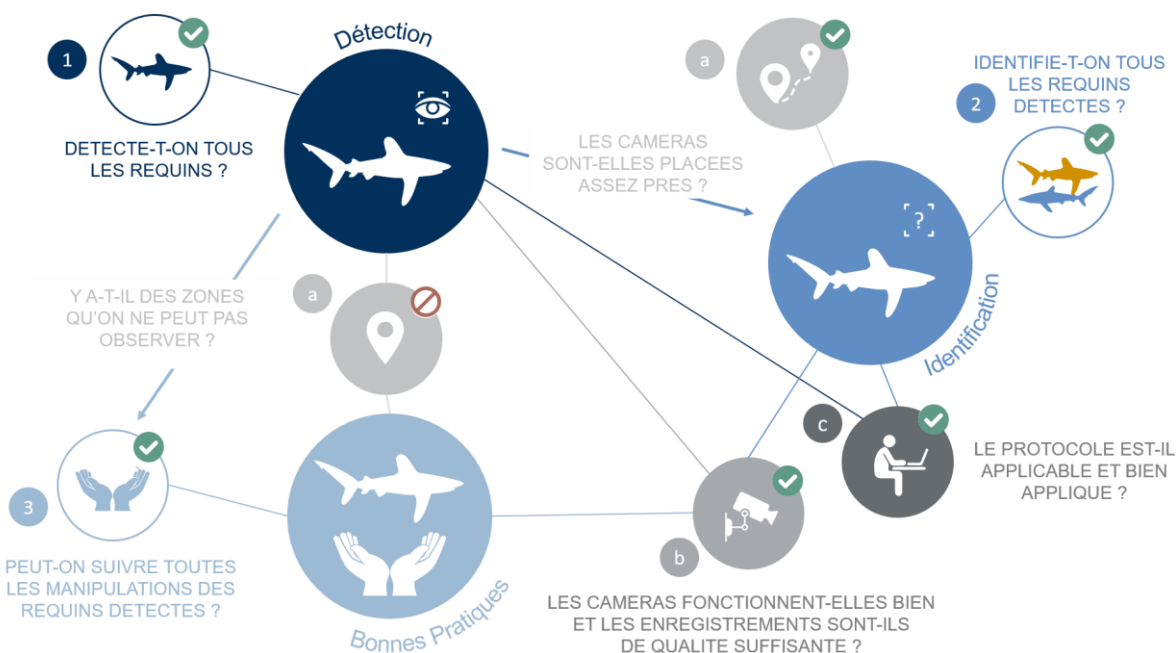 1
DETECTE-T-ON TOUS
LES REQUINS ?
Détection
a
LES CAMERAS
SONT-ELLES PLACEES
ASSEZ PRES ?
IDENTIFIE-T-ON TOUS
LES REQUINS
DETECTES ?
2
?
Identification
Y A-T-IL DES ZONES
QU'ON NE PEUT PAS
OBSERVER ?
a
c
LE PROTOCOLE EST-IL
APPLICABLE ET BIEN
APPLIQUE ?
3
PEUT-ON SUIVRE TOUTES
LES MANIPULATIONS DES
REQUINS DETECTES ?
Bonnes Pratiques
b
LES CAMERAS FONCTIONNENT-ELLES BIEN
ET LES ENREGISTREMENTS SONT-ILS
DE QUALITE SUFFISANTE ?